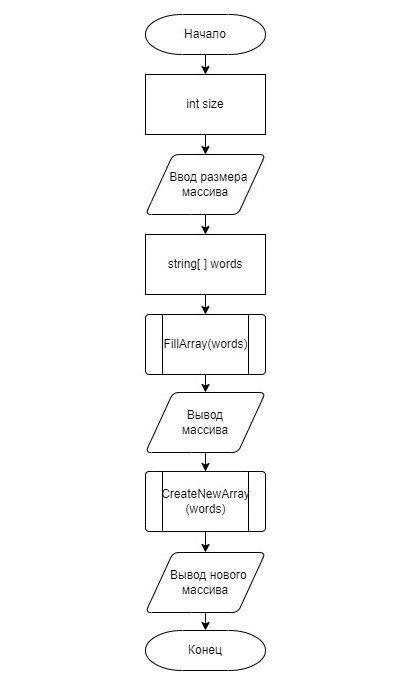 Начало
int size
Ввод размера
массива
string[ ] words
FillArray(words)
Вывод
массива
CreateNewArray
(words)
Вывод нового
массива
Конец